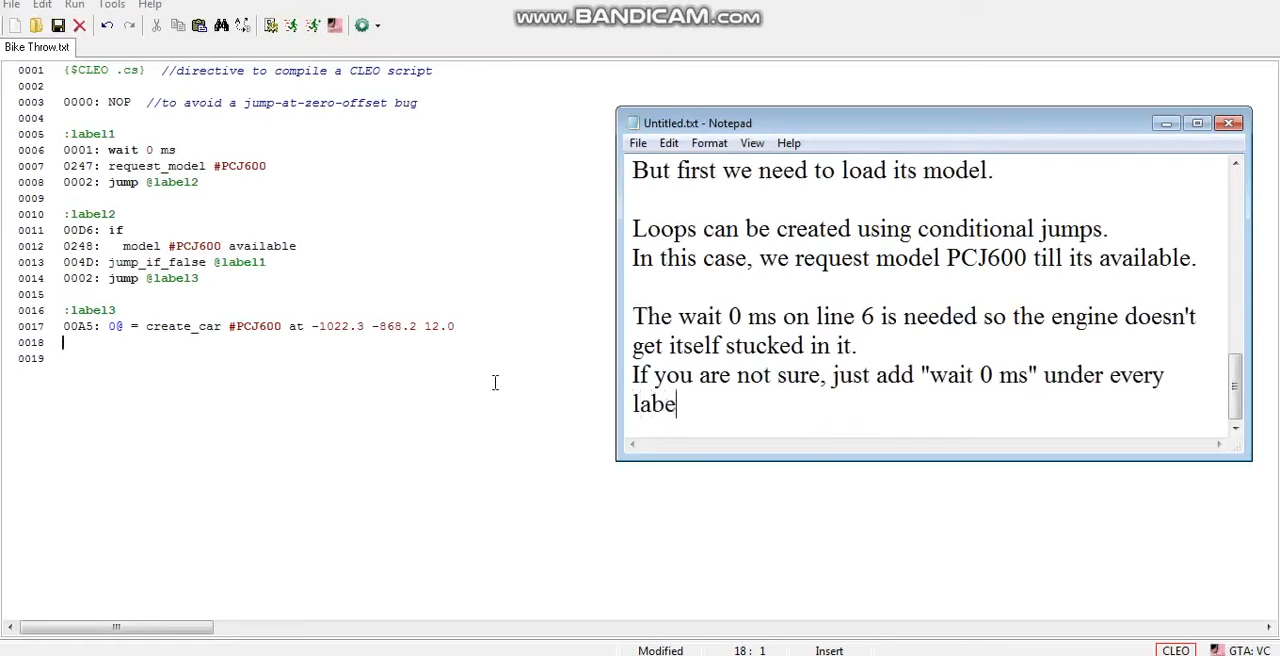 File Edit Run Tools Help
www.BANDICAM.com
Bike Throw.txt
0001 {$CLEO .cs} //directive to compile a CLEO script
0002
0003 0000: NOP //to avoid a jump-at-zero-offset bug
0004
0005 :label1
0006 0001: wait 0 ms
0007 0247: request_model #PCJ600
0008 0002: jump @label2
0009
0010 :label2
0011 00D6: if
0012 0248: model #PCJ600 available
0013 004D: jump_if_false @label1
0014 0002: jump @label3
0015
0016 :label3
0017 00A5: 0@ = create_car #PCJ600 at -1022.3 -868.2 12.0
0018
0019
Untitled.txt - Notepad
File Edit Format View Help
But first we need to load its model.
Loops can be created using conditional jumps.
In this case, we request model PCJ600 till its available.
The wait 0 ms on line 6 is needed so the engine doesn't
get itself stucked in it.
If you are not sure, just add "wait 0 ms" under every
labe
Modified 18: 1 Insert CLEO GTA: VC